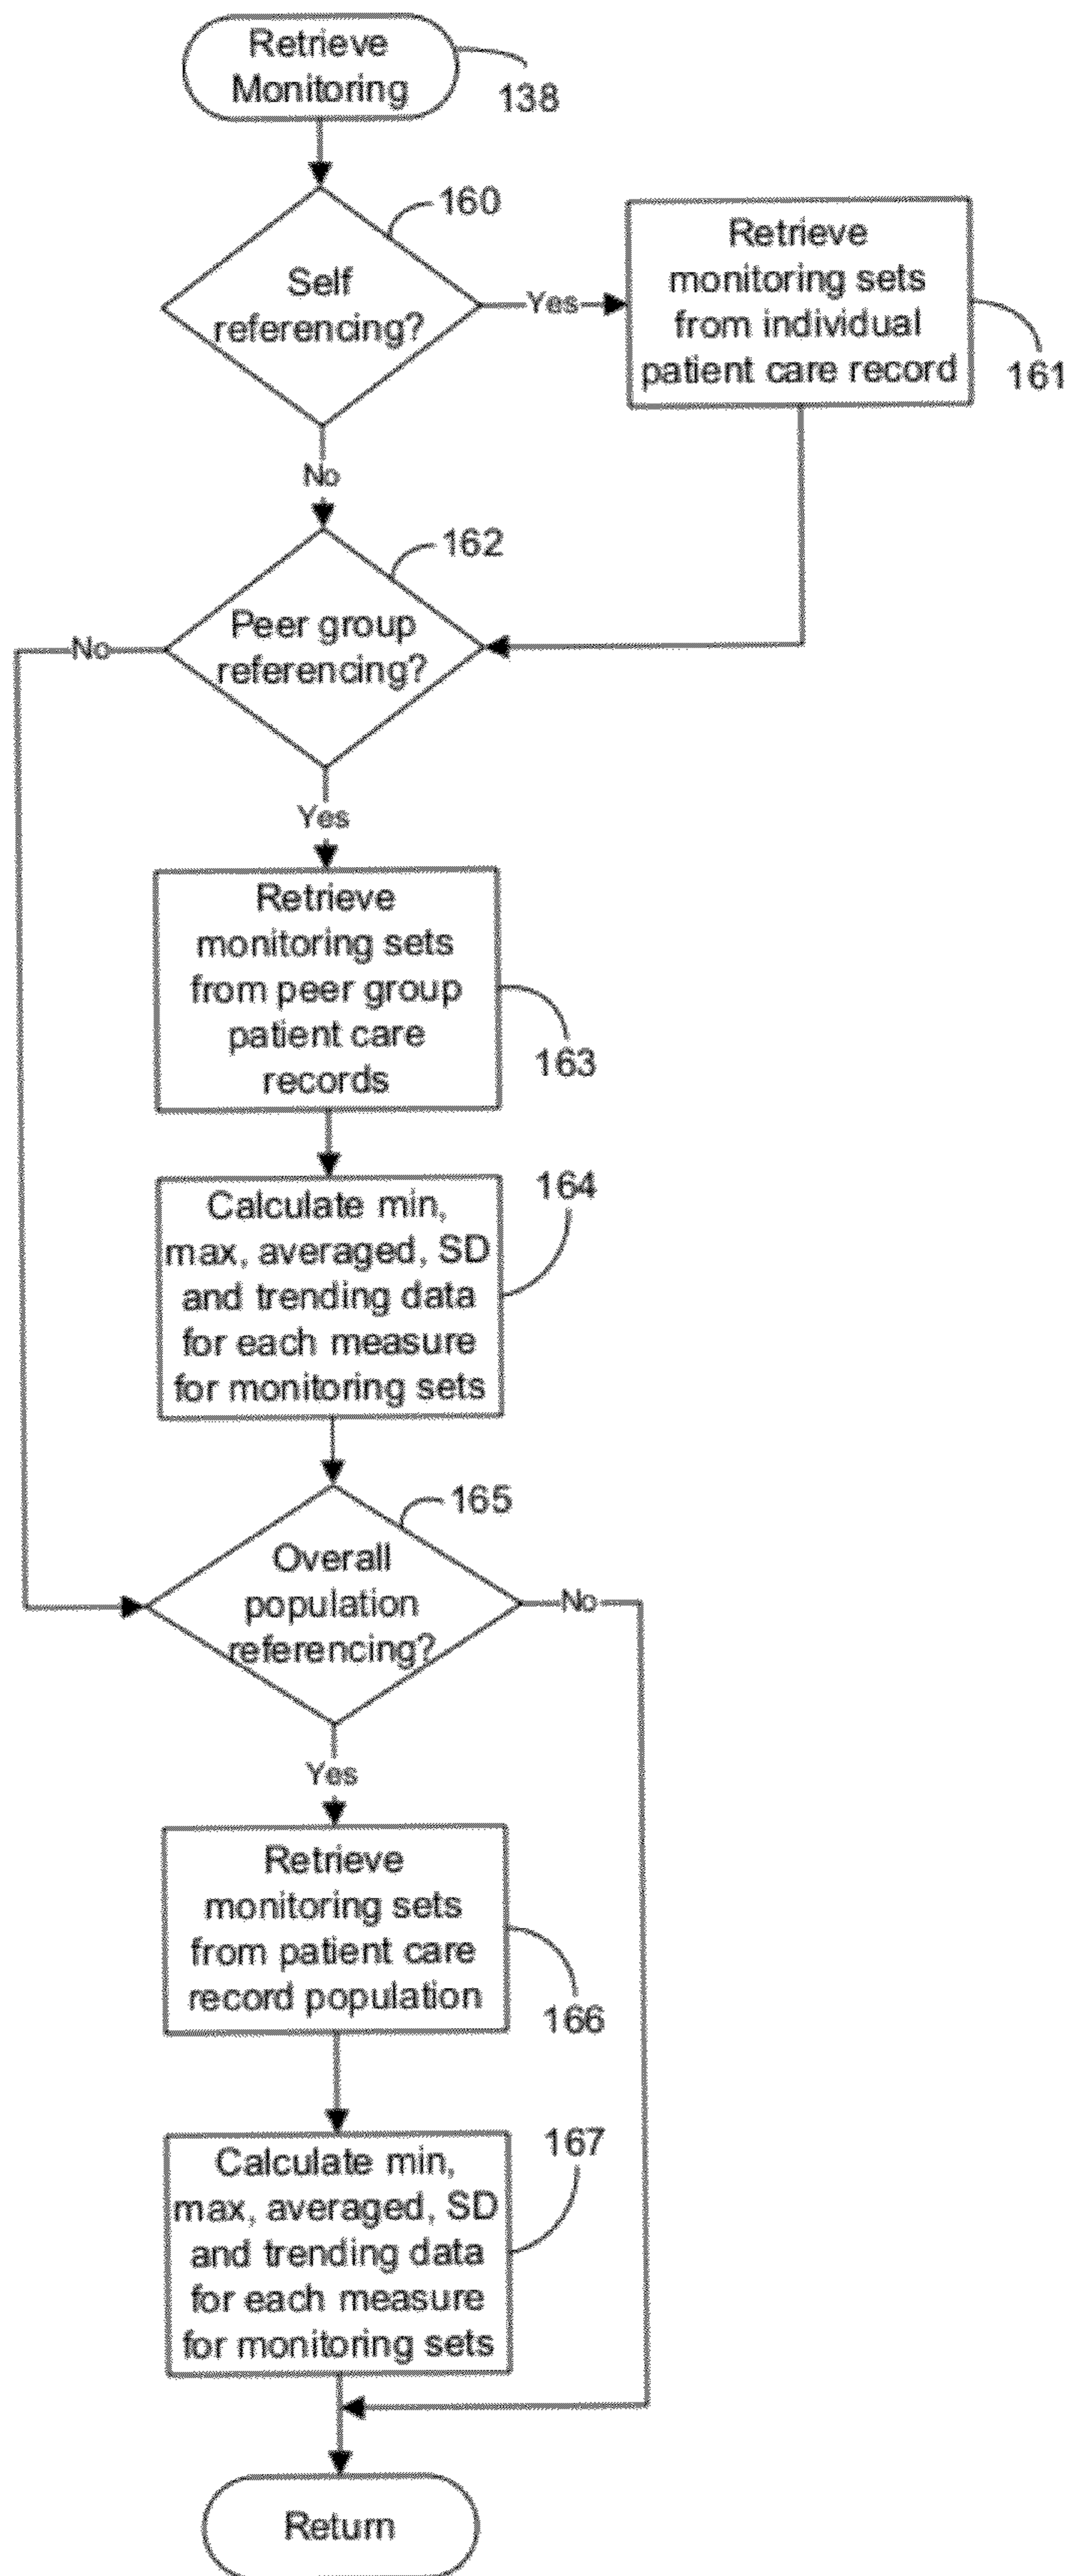 Retrieve
Monitoring
138
160
Self
referencing?
Yes
Retrieve
monitoring sets
from individual
patient care record
161
No
162
Peer group
referencing?
No
Yes
Retrieve
monitoring sets
from peer group
patient care
records
163
Calculate min,
max, averaged, SD
and trending data
for each measure
for monitoring sets
164
165
Overall
population
referencing?
No
Yes
Retrieve
monitoring sets
from patient care
record population
166
Calculate min,
max, averaged, SD
and trending data
for each measure
for monitoring sets
167
Return